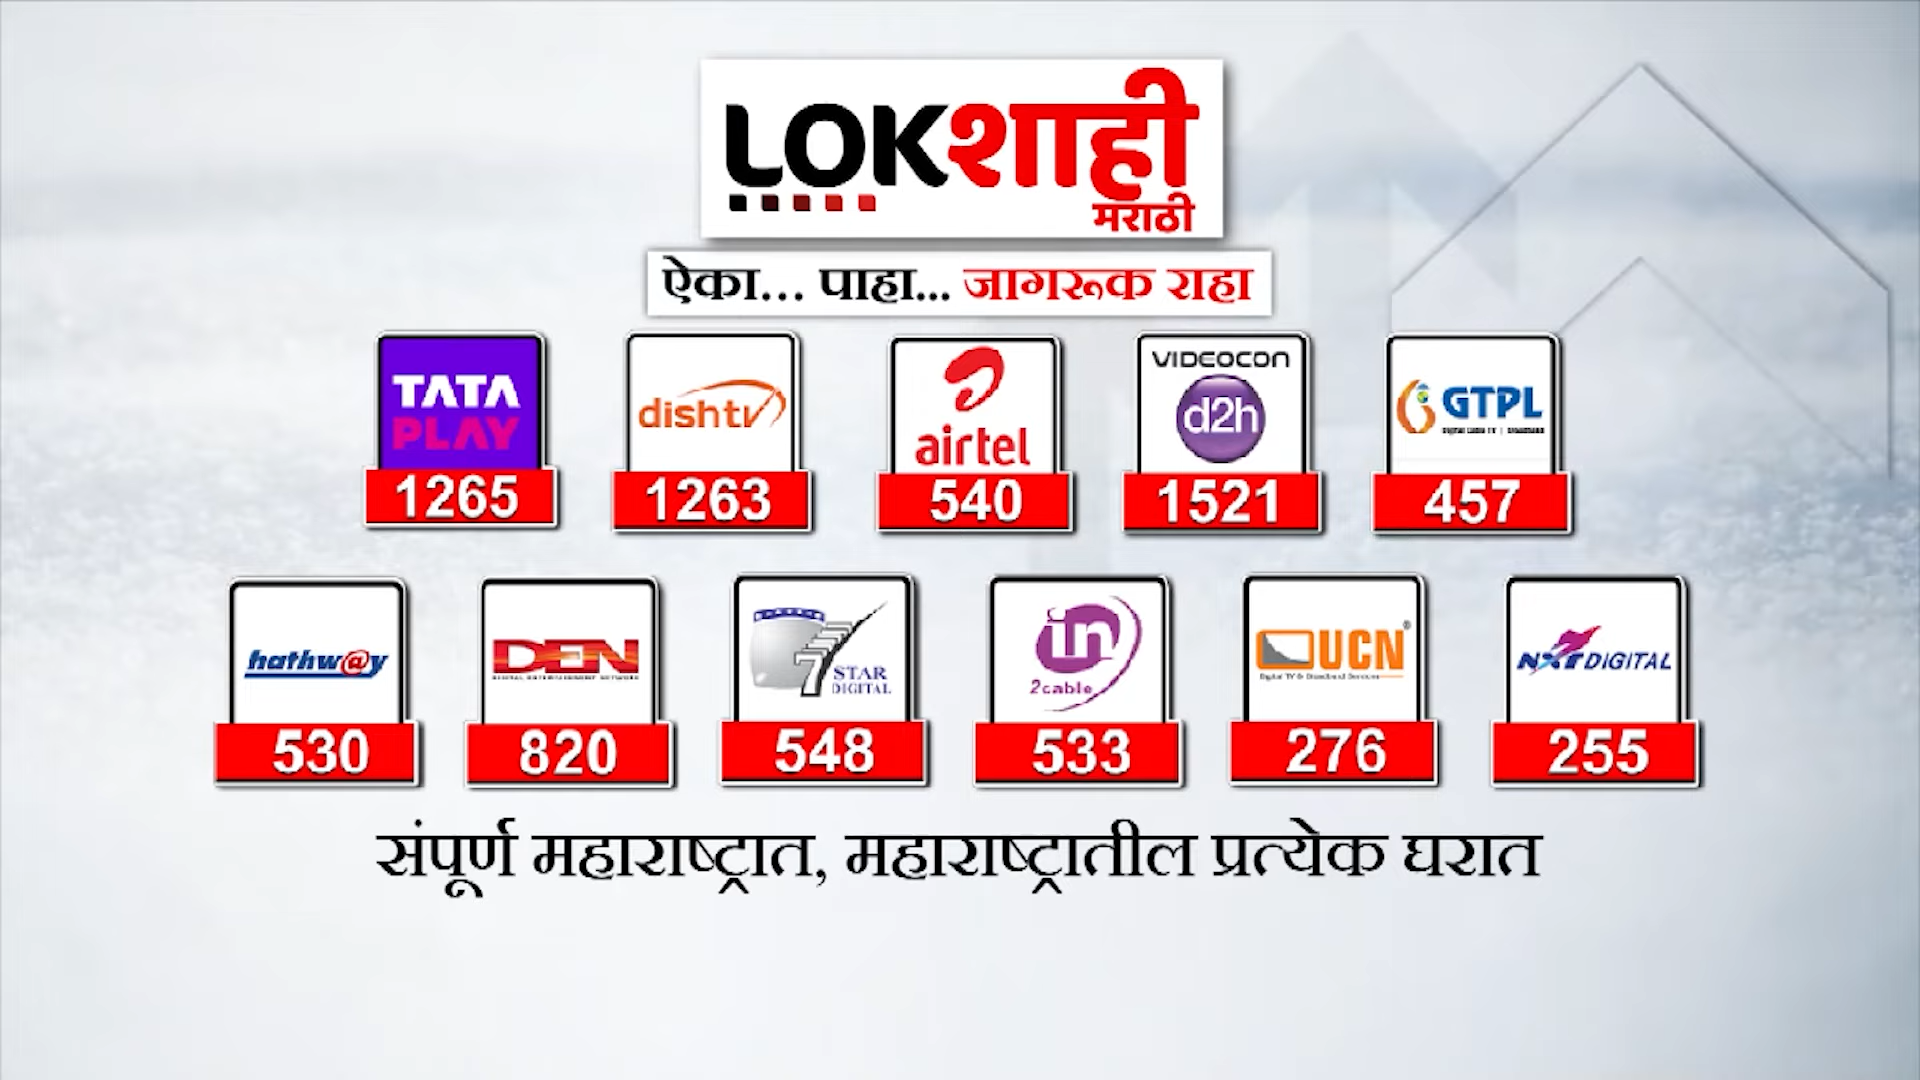 LOKशाही
मराठी
ऐका... पाहा... जागरूक राहा
TATA PLAY
dishtv
airtel
VIDEOCON d2h
GTPL
1265 1263 540 1521 457
hathw@y
DEN
7 STAR DIGITAL
in 2cable
UCN
NXT DIGITAL
530 820 548 533 276 255
संपूर्ण महाराष्ट्रात, महाराष्ट्रातील प्रत्येक घरात